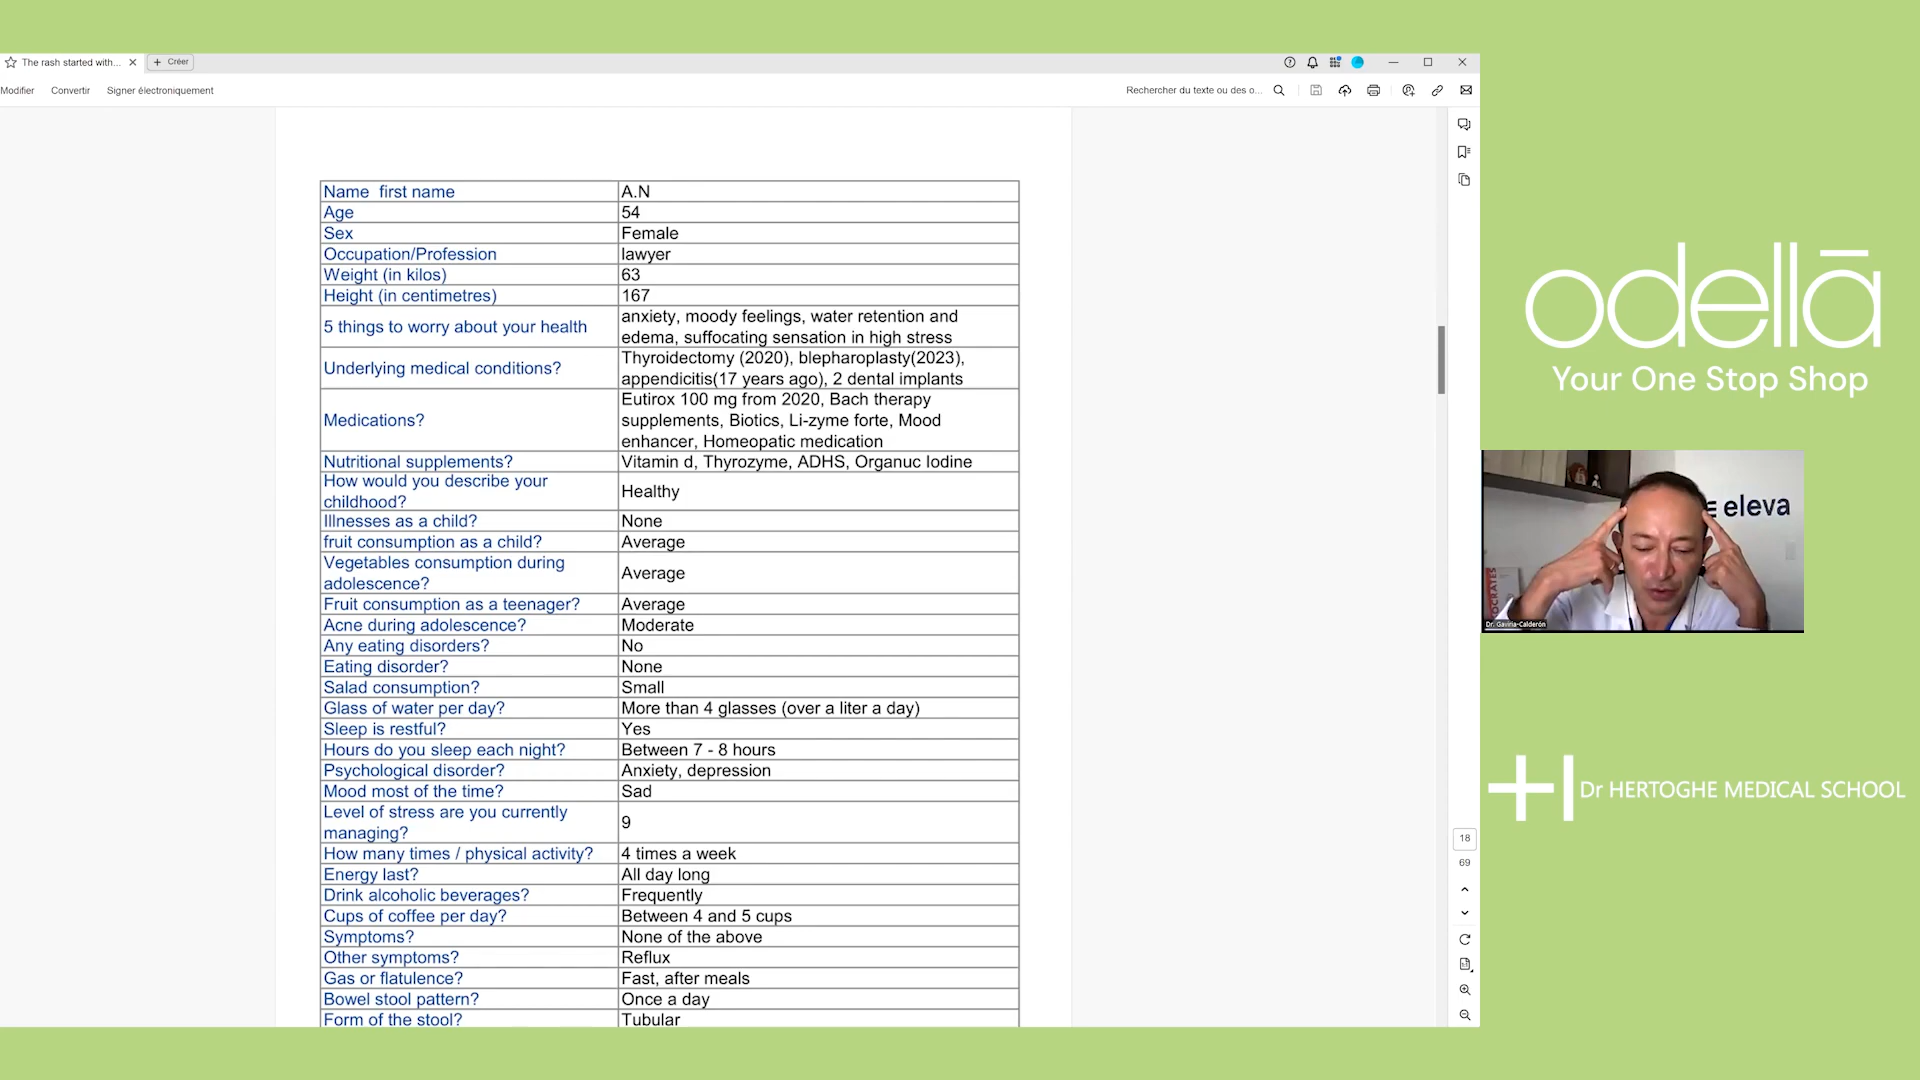 The rash started with...
Créer
Modifier
Convertir
Signer électroniquement
Rechercher du texte ou des o...
Name first name A.N
Age 54
Sex Female
Occupation/Profession lawyer
Weight (in kilos) 63
Height (in centimetres) 167
5 things to worry about your health
anxiety, moody feelings, water retention and
edema, suffocating sensation in high stress
Underlying medical conditions?
Thyroidectomy (2020), blepharoplasty(2023),
appendicitis(17 years ago), 2 dental implants
Medications?
Eutirox 100 mg from 2020, Bach therapy
supplements, Biotics, Li-zyme forte, Mood
enhancer, Homeopatic medication
Nutritional supplements? Vitamin d, Thyrozyme, ADHS, Organuc Iodine
How would you describe your
childhood?
Healthy
Illnesses as a child? None
fruit consumption as a child? Average
Vegetables consumption during
adolescence?
Average
Fruit consumption as a teenager? Average
Acne during adolescence? Moderate
Any eating disorders? No
Eating disorder? None
Salad consumption? Small
Glass of water per day? More than 4 glasses (over a liter a day)
Sleep is restful? Yes
Hours do you sleep each night? Between 7 - 8 hours
Psychological disorder? Anxiety, depression
Mood most of the time? Sad
Level of stress are you currently
managing?
9
How many times / physical activity? 4 times a week
Energy last? All day long
Drink alcoholic beverages? Frequently
Cups of coffee per day? Between 4 and 5 cups
Symptoms? None of the above
Other symptoms? Reflux
Gas or flatulence? Fast, after meals
Bowel stool pattern? Once a day
Form of the stool? Tubular
18
69
odellā
Your One Stop Shop
eleva
Dr. Gaviria-Calderón
Dr HERTOGHE MEDICAL SCHOOL